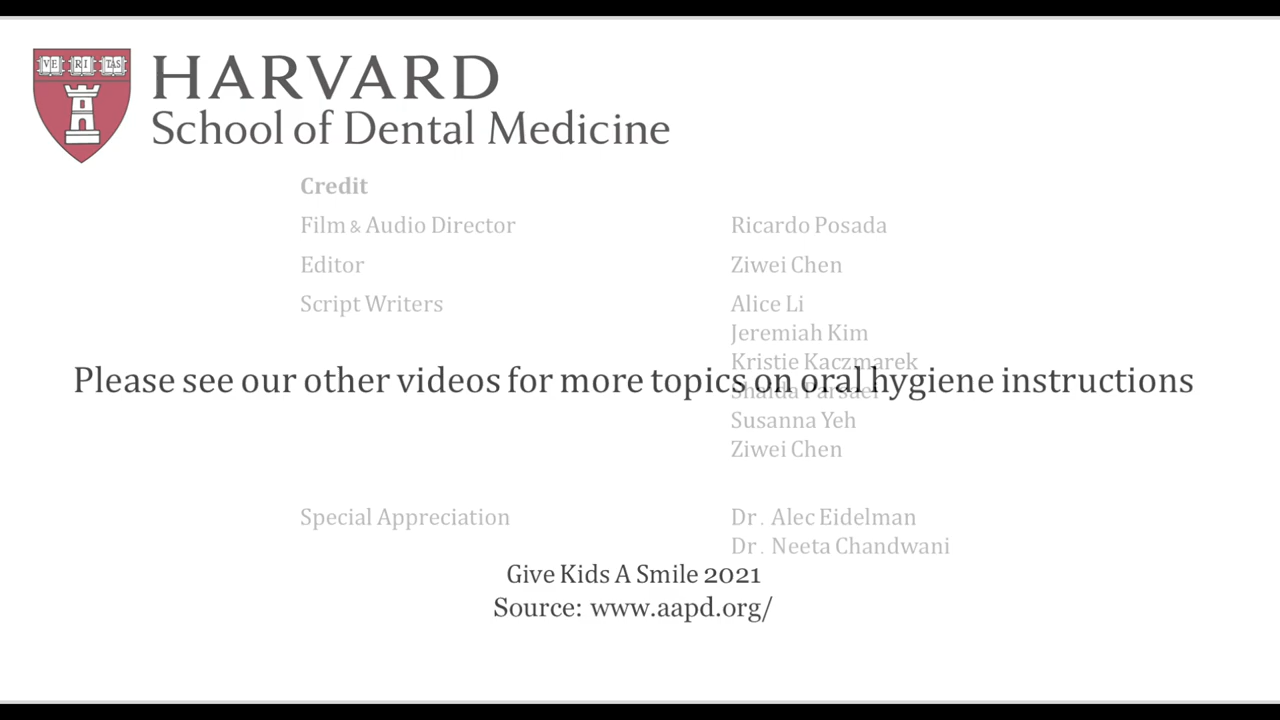 VE RI TAS
HARVARD
School of Dental Medicine
Credit
Film & Audio Director Ricardo Posada
Editor Ziwei Chen
Script Writers Alice Li
Jeremiah Kim
Kristie Kaczmarek
Please see our other videos for more topics on oral hygiene instructions
Susanna Yeh
Ziwei Chen
Special Appreciation Dr. Alec Eidelman
Dr. Neeta Chandwani
Give Kids A Smile 2021
Source: www.aapd.org/